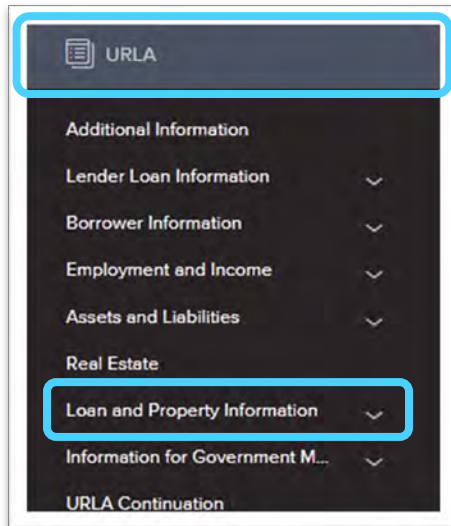 URLA
Additional Information
Lender Loan Information
Borrower Information
Employment and Income
Assets and Liabilities
Real Estate
Loan and Property Information
Information for Government M...
URLA Continuation